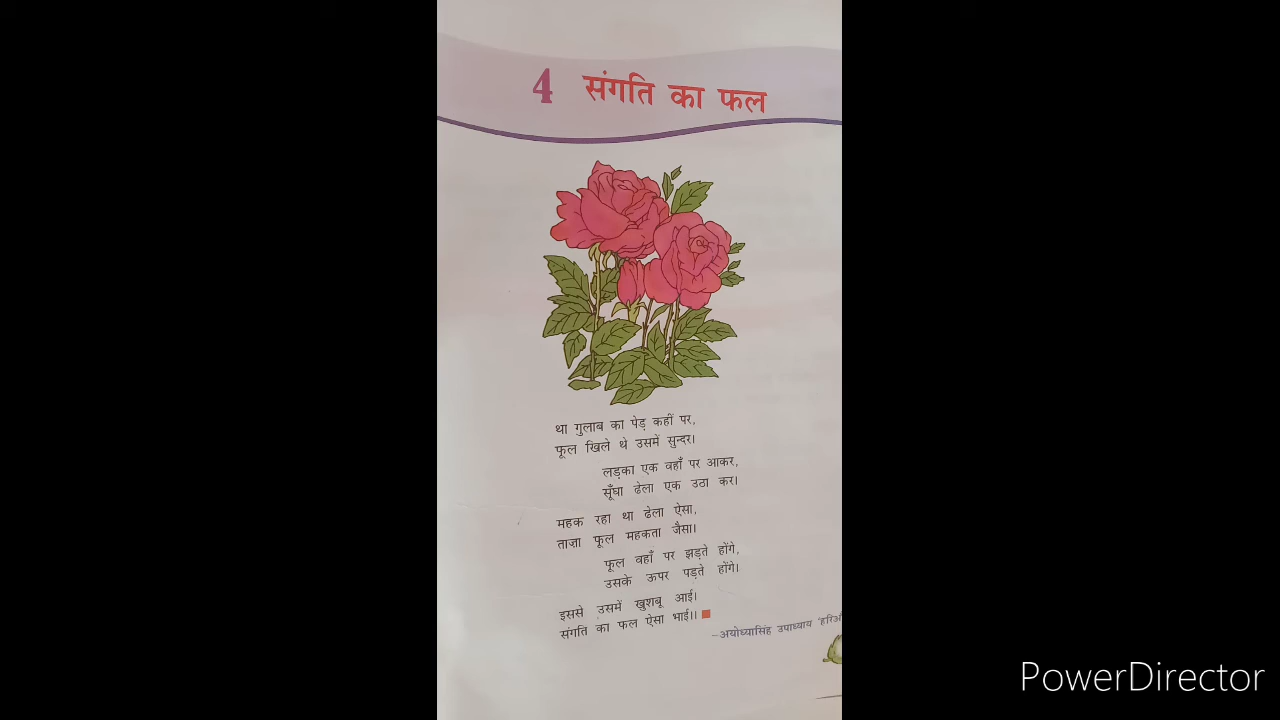 4 संगति का फल
था गुलाब का पेड़ कहीं पर,
फूल खिले थे उसमें सुन्दर।
लड़का एक वहाँ पर आकर,
सूँघा ढेला एक उठा कर।
महक रहा था ढेला ऐसा,
ताज़ा फूल महकता जैसा।
फूल वहाँ पर झड़ते होंगे,
उसके ऊपर पड़ते होंगे।
इससे उसमें खुशबू आई।
संगति का फल ऐसा भाई।।
–अयोध्यासिंह उपाध्याय
PowerDirector